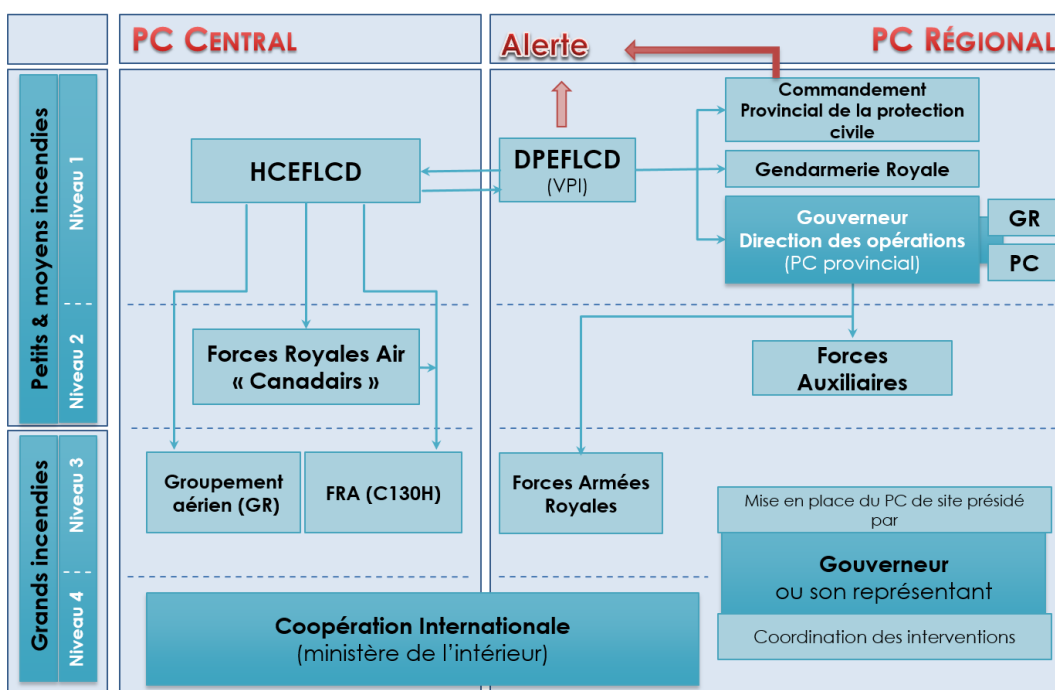 PC CENTRAL
Alerte
PC RÉGIONAL
Petits & moyens incendies
Niveau 1
Niveau 2
HCEFLCD
DPEFLCD
(VPI)
Commandement
Provincial de la protection
civile
Gendarmerie Royale
Gouverneur
Direction des opérations
(PC provincial)
GR
PC
Forces Royales Air
« Canadairs »
Forces
Auxiliaires
Grands incendies
Niveau 3
Niveau 4
Groupement
aérien (GR)
FRA (C130H)
Forces Armées
Royales
Mise en place du PC de site présidé
par
Gouverneur
ou son représentant
Coordination des interventions
Coopération Internationale
(ministère de l'intérieur)